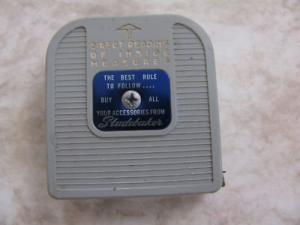 DIRECT READING
OF INSIDE
MEASURES
THE BEST RULE
TO FOLLOW....
BUY ALL
YOUR ACCESSORIES FROM
Studebaker